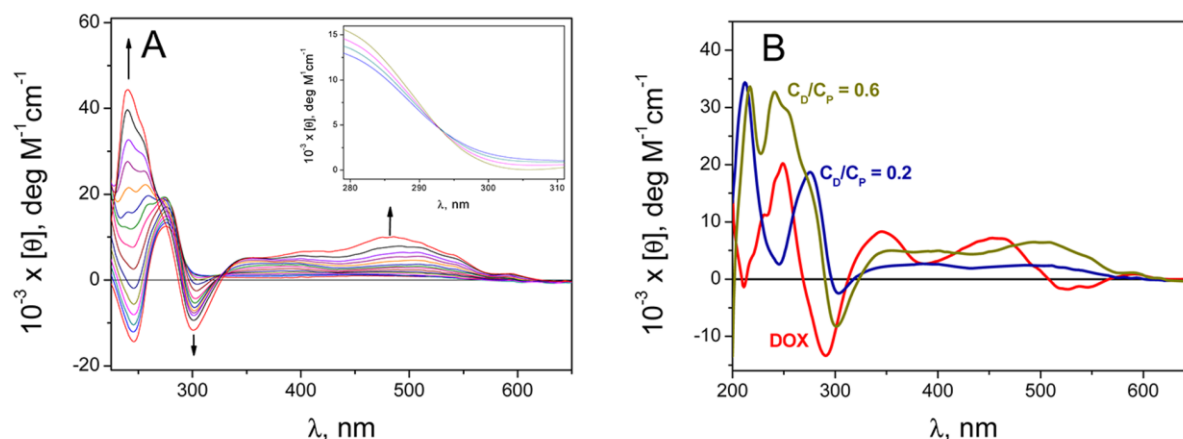 A
10⁻³ x [θ], deg M⁻¹cm⁻¹
60
40
20
0
-20
300
400
500
600
λ, nm
10⁻³ x [θ], deg M¹cm⁻¹
15
10
5
0
280
290
300
310
λ, nm
B
10⁻³ x [θ], deg M⁻¹cm⁻¹
40
30
20
10
0
-10
200
300
400
500
600
λ, nm
C_D/C_P = 0.6
C_D/C_P = 0.2
DOX